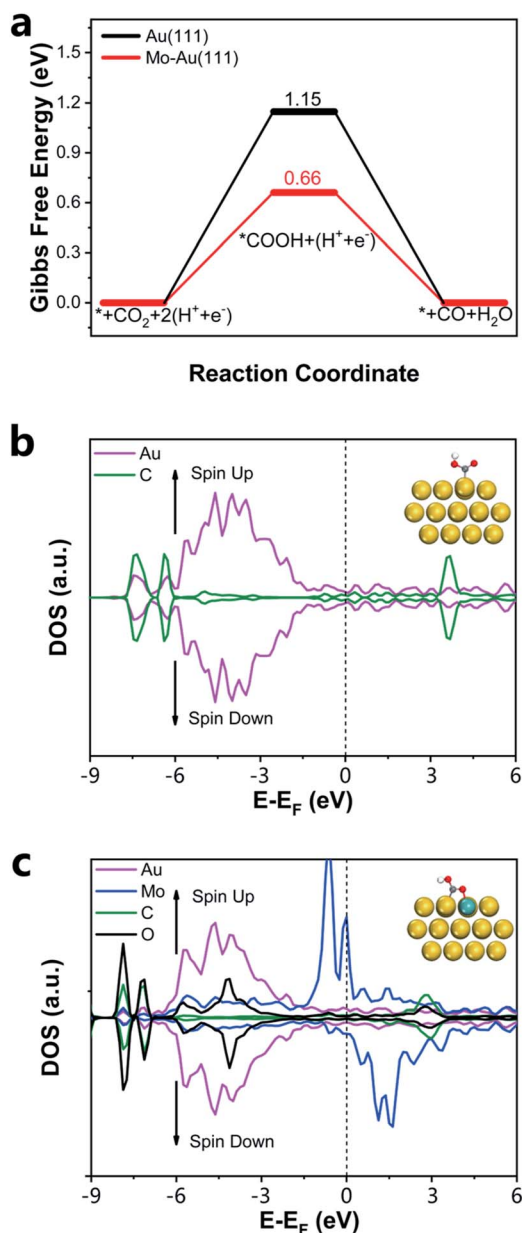 a
Au(111)
Mo-Au(111)
Gibbs Free Energy (eV)
1.5
1.2
0.9
0.6
0.3
0.0
1.15
0.66
*COOH+(H⁺+e⁻)
*+CO₂+2(H⁺+e⁻)
*+CO+H₂O
Reaction Coordinate
b
Au
C
Spin Up
DOS (a.u.)
Spin Down
-9 -6 -3 0 3 6
E-E_F (eV)
c
Au
Mo
C
O
Spin Up
DOS (a.u.)
Spin Down
-9 -6 -3 0 3 6
E-E_F (eV)